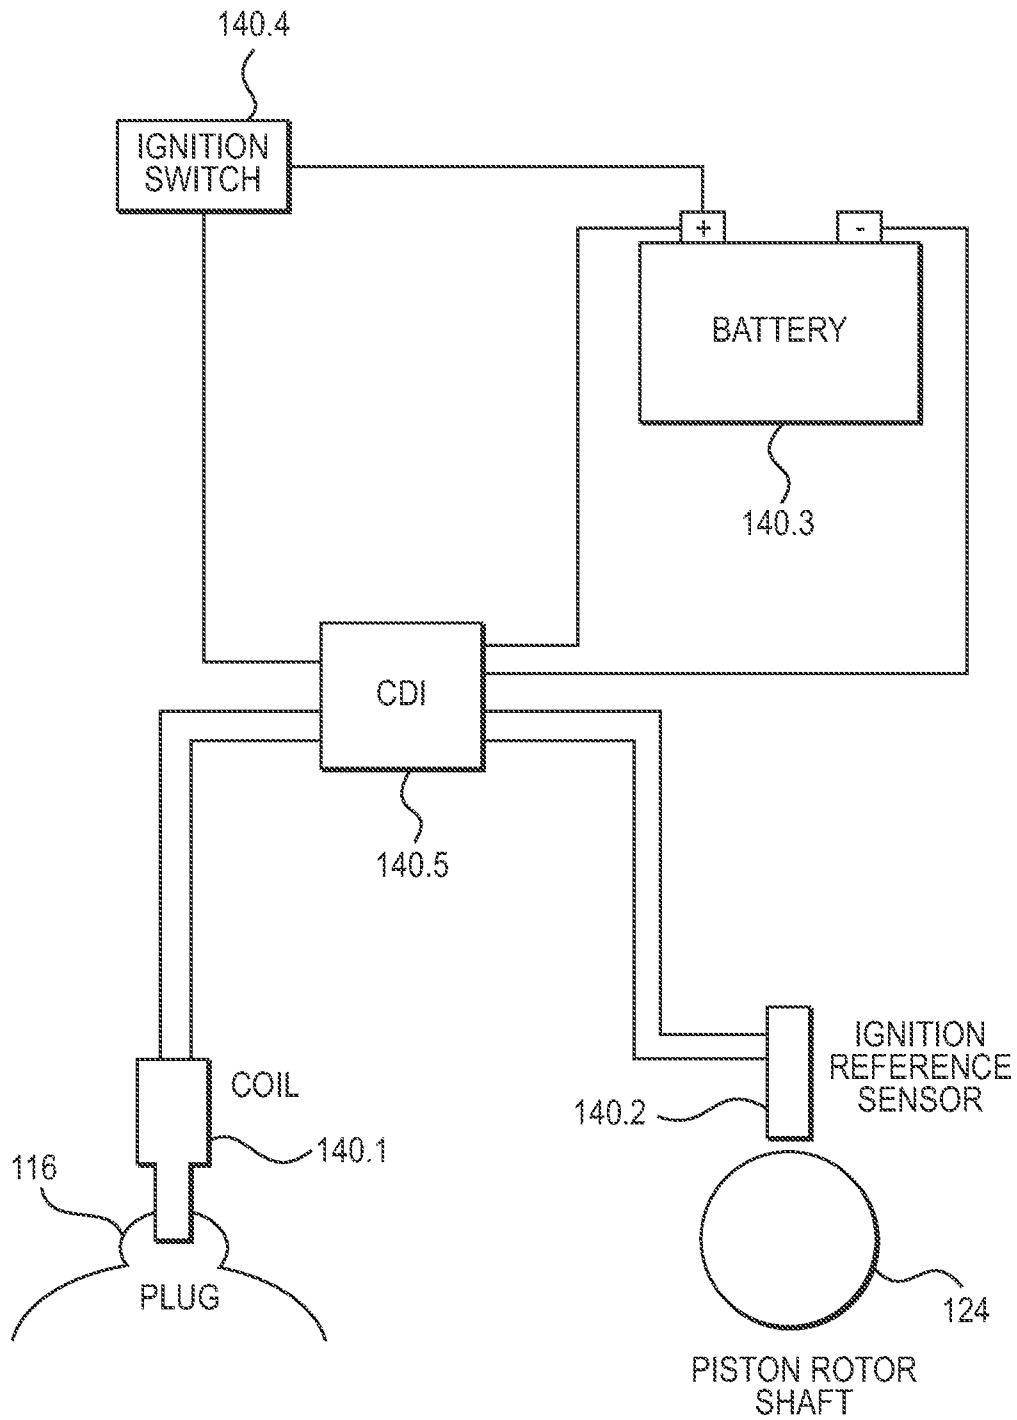 140.4
IGNITION
SWITCH
+
-
BATTERY
140.3
CDI
140.5
COIL
140.1
116
PLUG
IGNITION
REFERENCE
SENSOR
140.2
124
PISTON ROTOR
SHAFT